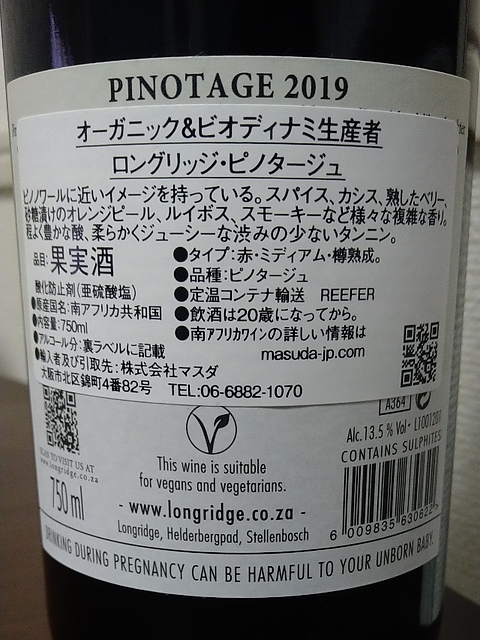 PINOTAGE 2019
オーガニック&ビオディナミ生産者
ロングリッジ・ピノタージュ
ピノノワールに近いイメージを持っている。スパイス、カシス、熟したベリー、
砂糖漬けのオレンジピール、ルイボス、スモーキーなど様々な複雑な香り。
程よく豊かな酸、柔らかくジューシーな渋みの少ないタンニン。
品目:果実酒
酸化防止剤(亜硫酸塩)
●原産国名:南アフリカ共和国
●内容量:750ml
●アルコール分:裏ラベルに記載
●輸入者及び引取先:株式会社マスダ
大阪市北区錦町4番82号 TEL:06-6882-1070
●タイプ:赤・ミディアム・樽熟成。
●品種:ピノタージュ
●定温コンテナ輸送 REEFER
●飲酒は20歳になってから。
●南アフリカワインの詳しい情報は
masuda-jp.com
A364
SCAN TO VISIT US AT
www.longridge.co.za
750 ml
This wine is suitable
for vegans and vegetarians.
- www.longridge.co.za -
Longridge, Helderbergpad, Stellenbosch
Alc.13.5 % Vol · LT001201
CONTAINS SULPHITES
6 009835 630622
DRINKING DURING PREGNANCY CAN BE HARMFUL TO YOUR UNBORN BABY.